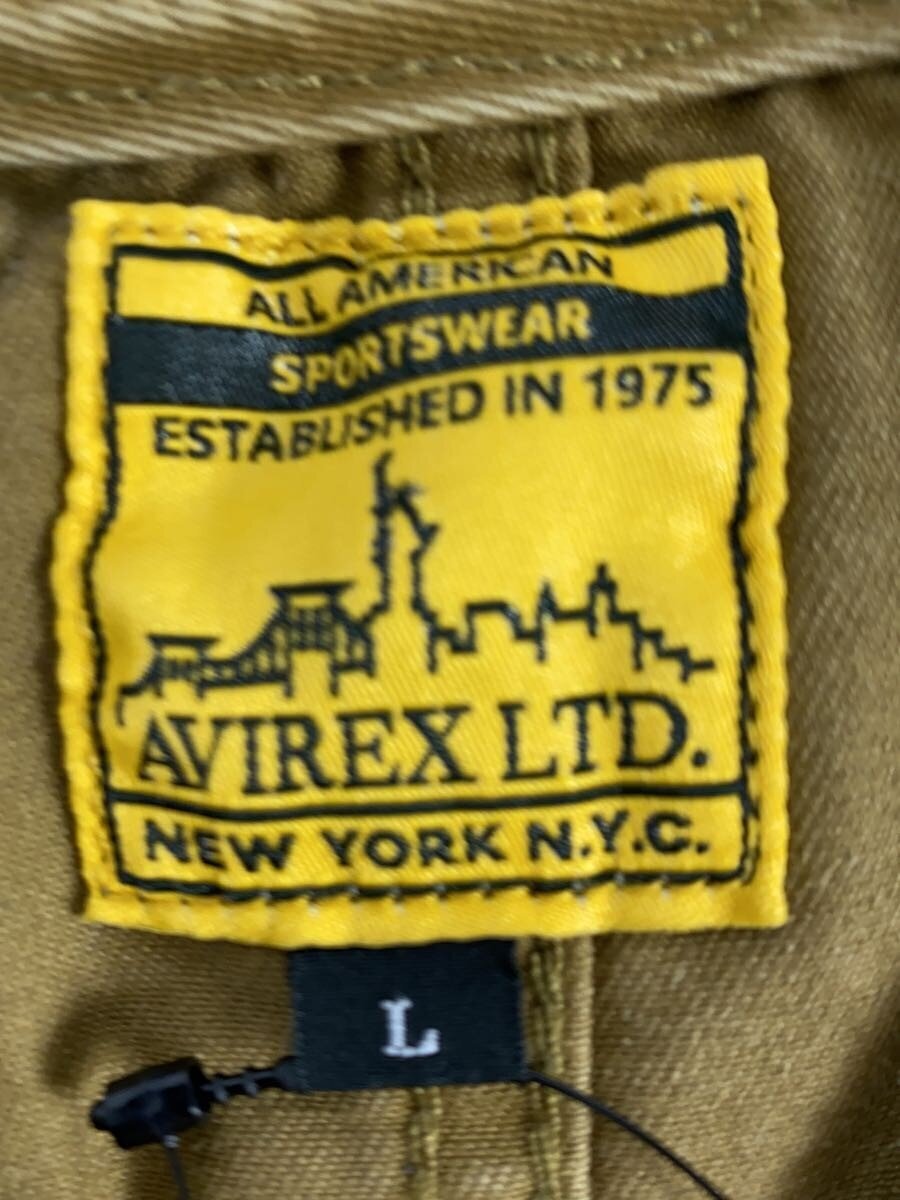 ALL AMERICAN
SPORTSWEAR
ESTABLISHED IN 1975
AVIREX LTD.
NEW YORK N.Y.C.
L